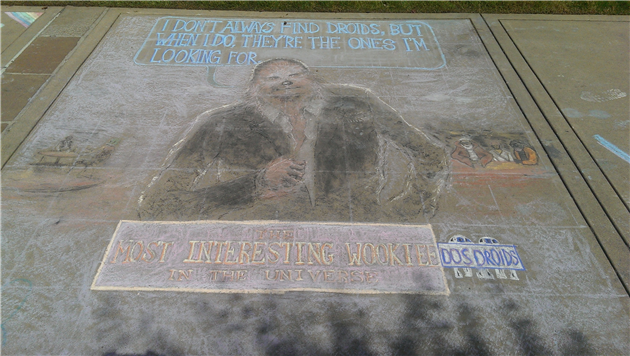 I DON'T ALWAYS FIND DROIDS, BUT
WHEN I DO, THEY'RE THE ONES I'M
LOOKING FOR
THE
MOST INTERESTING WOOKIEE
IN THE UNIVERSE
DOS DROIDS